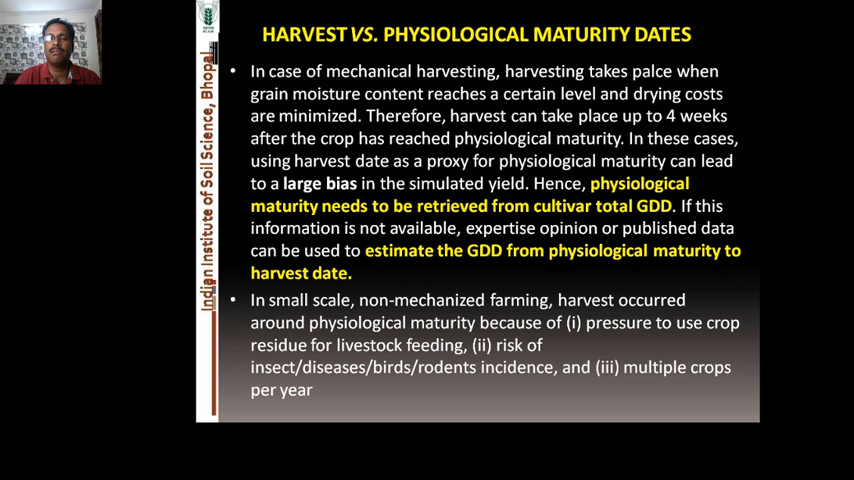 HARVEST VS. PHYSIOLOGICAL MATURITY DATES
• In case of mechanical harvesting, harvesting takes palce when
grain moisture content reaches a certain level and drying costs
are minimized. Therefore, harvest can take place up to 4 weeks
after the crop has reached physiological maturity. In these cases,
using harvest date as a proxy for physiological maturity can lead
to a large bias in the simulated yield. Hence, physiological
maturity needs to be retrieved from cultivar total GDD. If this
information is not available, expertise opinion or published data
can be used to estimate the GDD from physiological maturity to
harvest date.
• In small scale, non-mechanized farming, harvest occurred
around physiological maturity because of (i) pressure to use crop
residue for livestock feeding, (ii) risk of
insect/diseases/birds/rodents incidence, and (iii) multiple crops
per year
Indian Institute of Soil Science, Bhopal